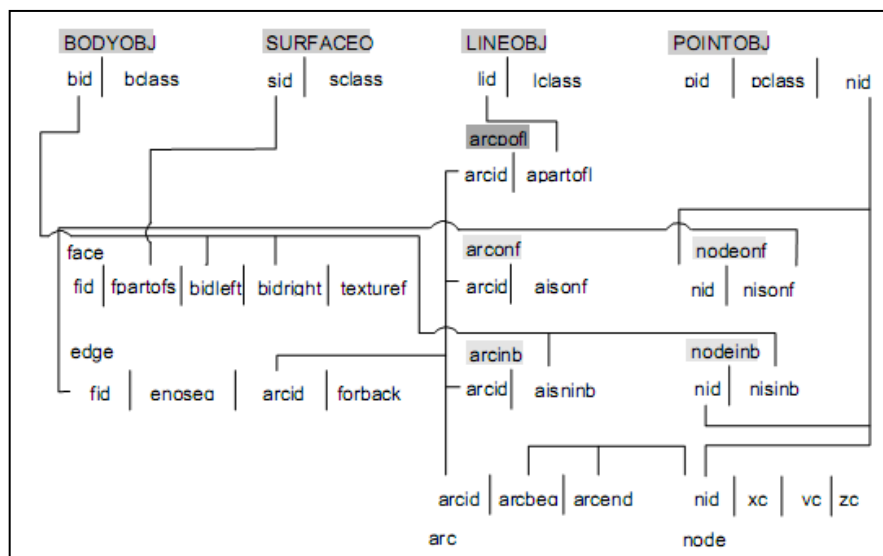 BODYOBJ SURFACEO LINEOBJ POINTOBJ
bid bclass sid sclass lid lclass pid pclass nid
arcpofl
arcid apartofl
face arconf nodeonf
fid fpartofs bidleft bidright texturef arcid aisonf nid nisonf
edge arcinb nodeinb
fid enoseq arcid forback arcid aisninb nid nisinb
arcid arcbeg arcend nid xc yc zc
arc node